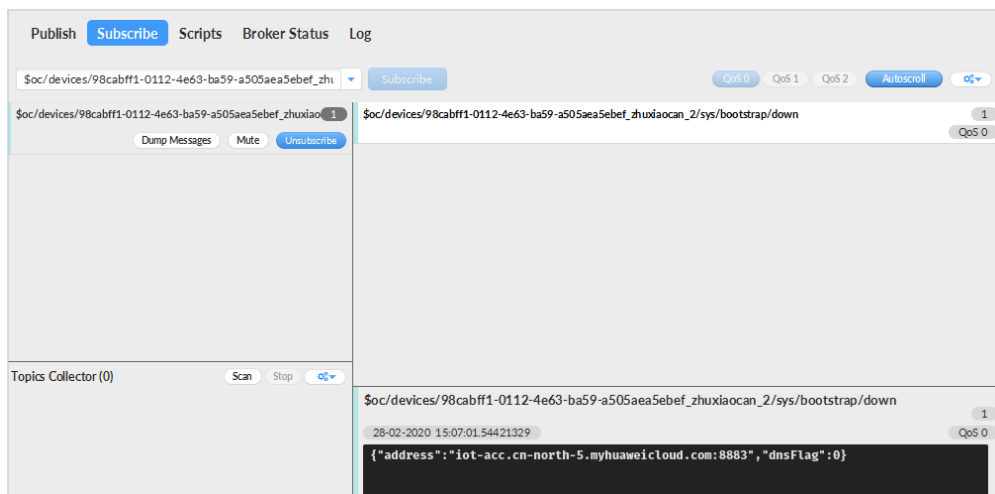 Publish Subscribe Scripts Broker Status Log
$oc/devices/98cabff1-0112-4e63-ba59-a505aea5ebef_zhu Subscribe QoS 0 QoS 1 QoS 2 Autoscroll
$oc/devices/98cabff1-0112-4e63-ba59-a505aea5ebef_zhuxiao 1
Dump Messages Mute Unsubscribe
$oc/devices/98cabff1-0112-4e63-ba59-a505aea5ebef_zhuxiaocan_2/sys/bootstrap/down 1
QoS 0
Topics Collector (0) Scan Stop
$oc/devices/98cabff1-0112-4e63-ba59-a505aea5ebef_zhuxiaocan_2/sys/bootstrap/down
1
28-02-2020 15:07:01.54421329 QoS 0
{"address":"iot-acc.cn-north-5.myhuaweicloud.com:8883","dnsFlag":0}